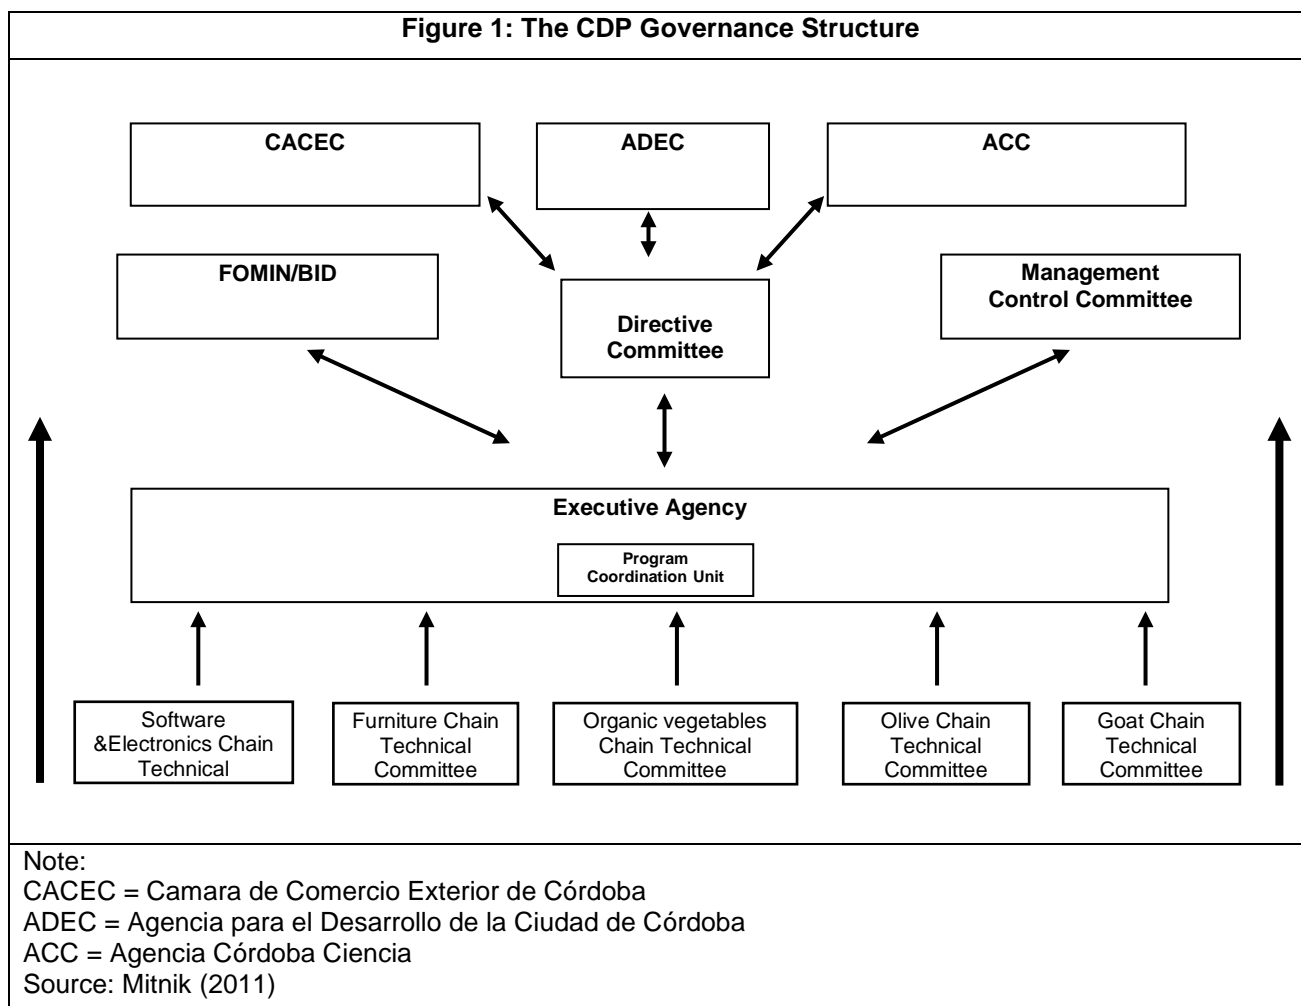 Figure 1: The CDP Governance Structure
CACEC
ADEC
ACC
FOMIN/BID
Directive
Committee
Management
Control Committee
Executive Agency
Program
Coordination Unit
Software
&Electronics Chain
Technical
Furniture Chain
Technical
Committee
Organic vegetables
Chain Technical
Committee
Olive Chain
Technical
Committee
Goat Chain
Technical
Committee
Note:
CACEC = Camara de Comercio Exterior de Córdoba
ADEC = Agencia para el Desarrollo de la Ciudad de Córdoba
ACC = Agencia Córdoba Ciencia
Source: Mitnik (2011)